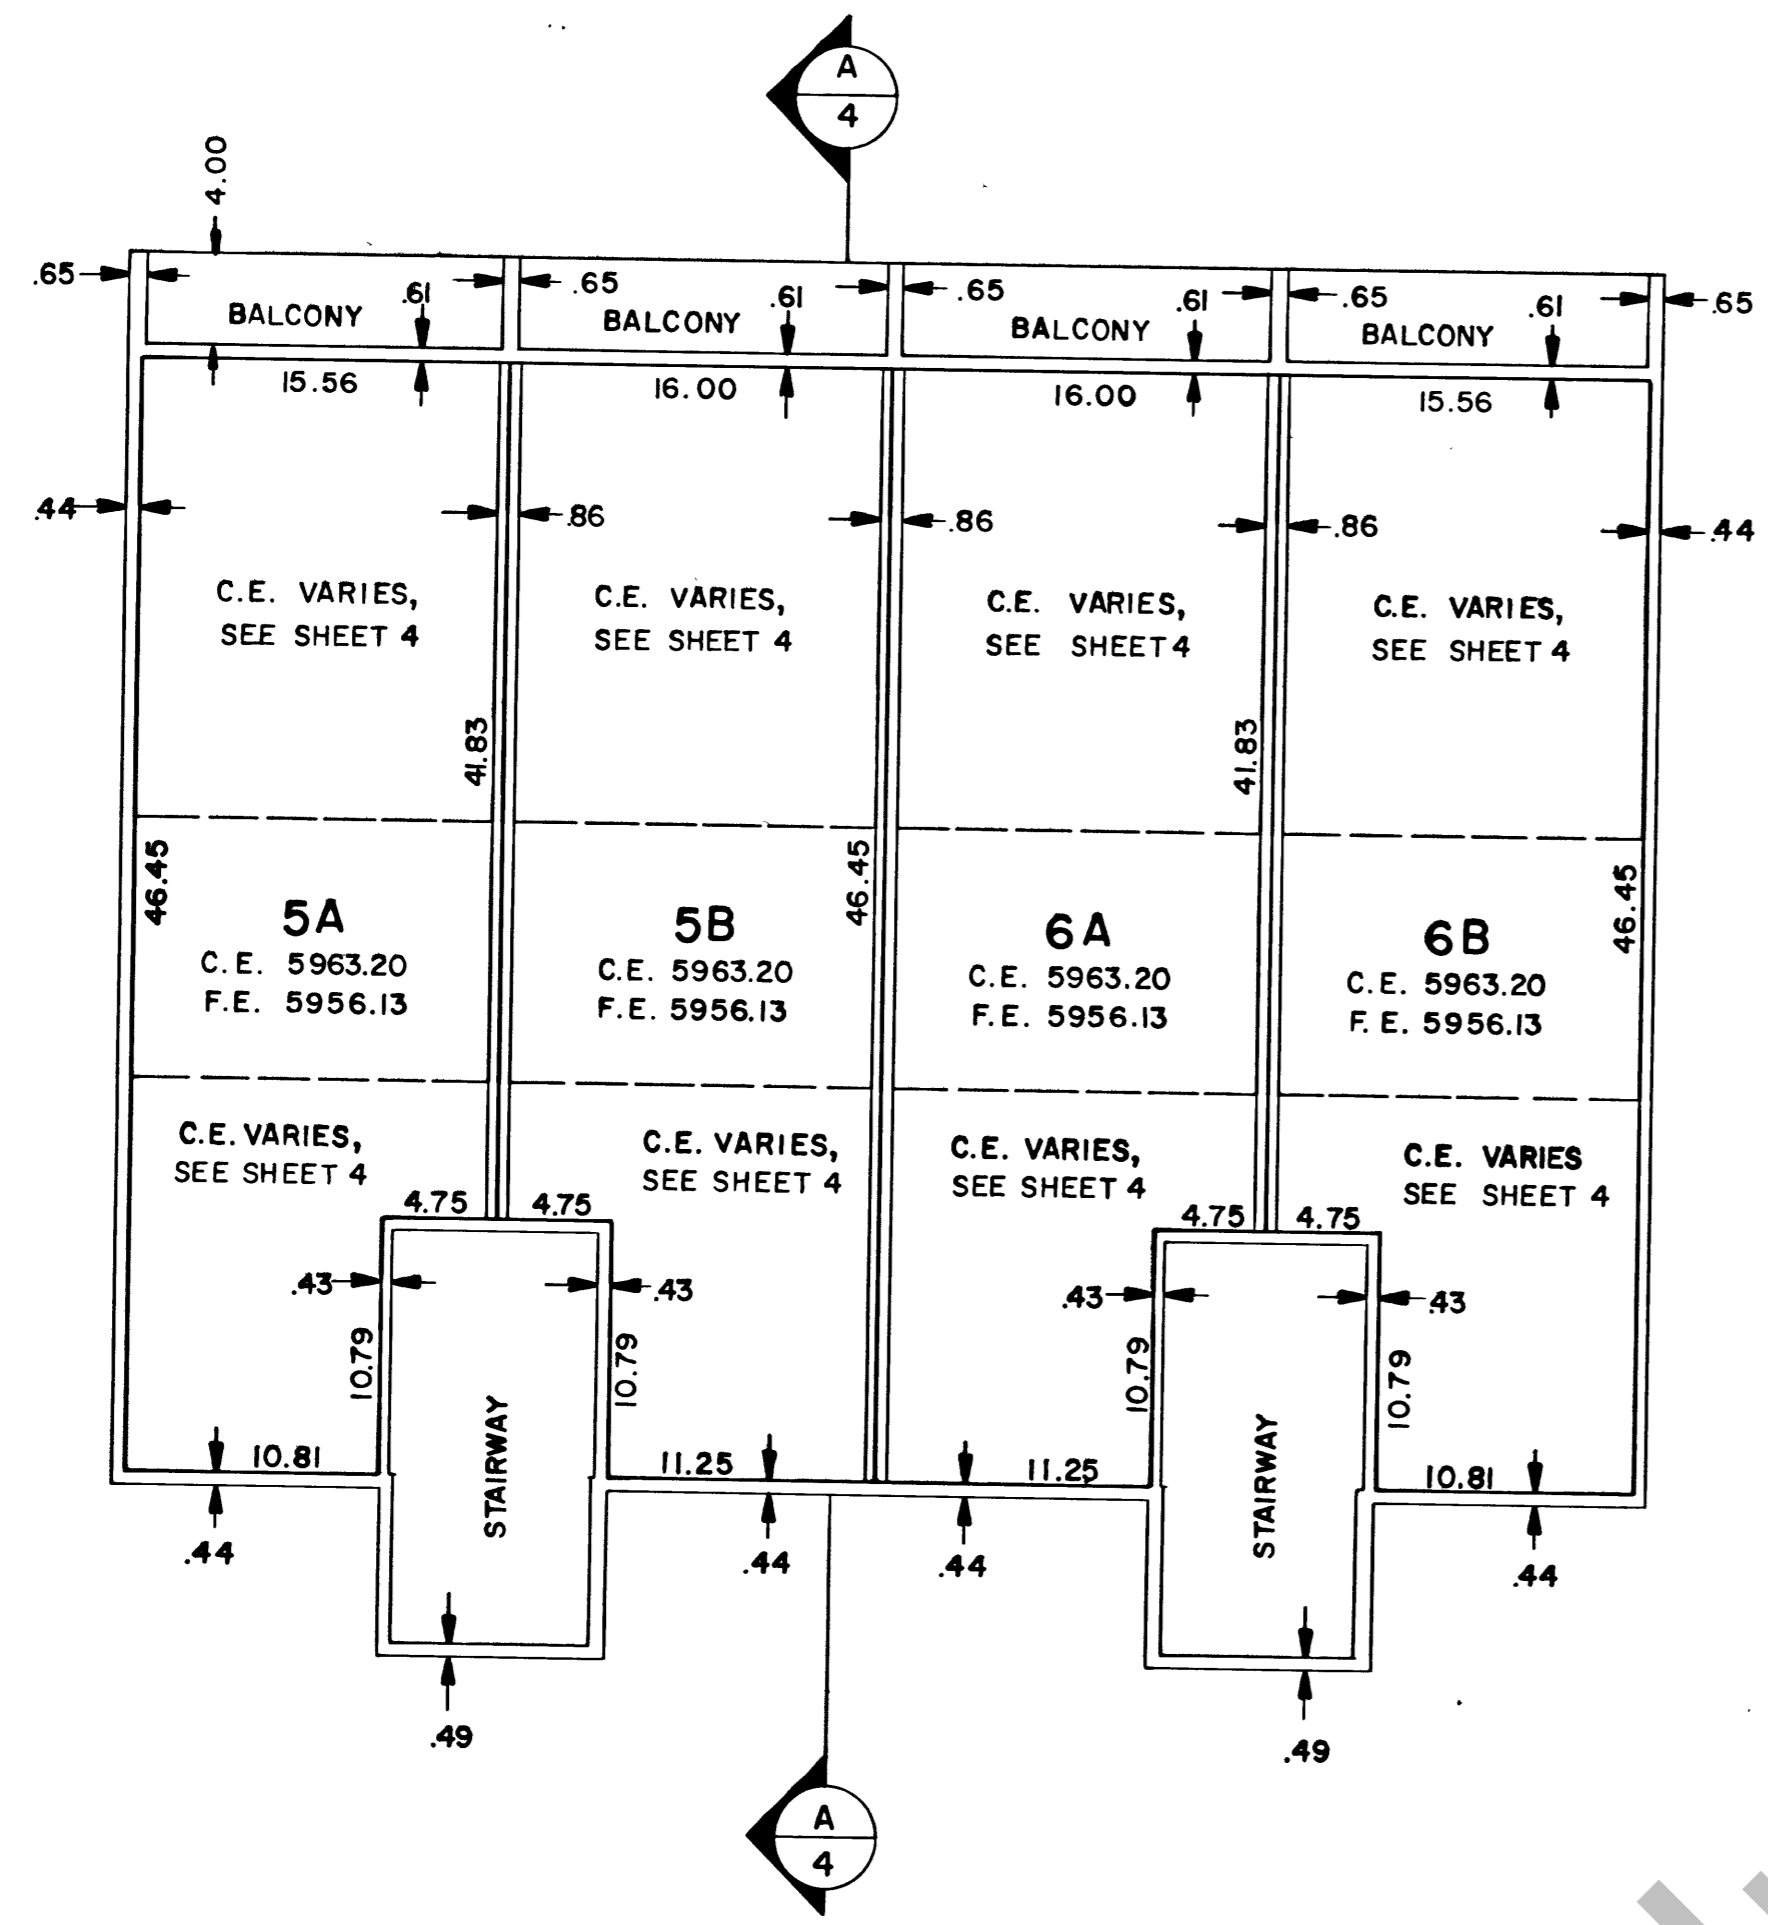 A
4
4.00
.65
.65
.65
.65
.65
.61
.61
.61
.61
BALCONY
BALCONY
BALCONY
BALCONY
15.56
16.00
16.00
15.56
.44
.86
.86
.86
.44
C.E. VARIES,
SEE SHEET 4
C.E. VARIES,
SEE SHEET 4
C.E. VARIES,
SEE SHEET 4
C.E. VARIES,
SEE SHEET 4
41.83
41.83
46.45
46.45
46.45
5A
C.E. 5963.20
F.E. 5956.13
5B
C.E. 5963.20
F.E. 5956.13
6A
C.E. 5963.20
F.E. 5956.13
6B
C.E. 5963.20
F.E. 5956.13
C.E. VARIES,
SEE SHEET 4
C.E. VARIES,
SEE SHEET 4
C.E. VARIES,
SEE SHEET 4
C.E. VARIES
SEE SHEET 4
4.75
4.75
4.75
4.75
.43
.43
.43
.43
10.79
10.79
10.79
10.79
STAIRWAY
STAIRWAY
10.81
11.25
11.25
10.81
.44
.44
.44
.44
.49
.49
A
4